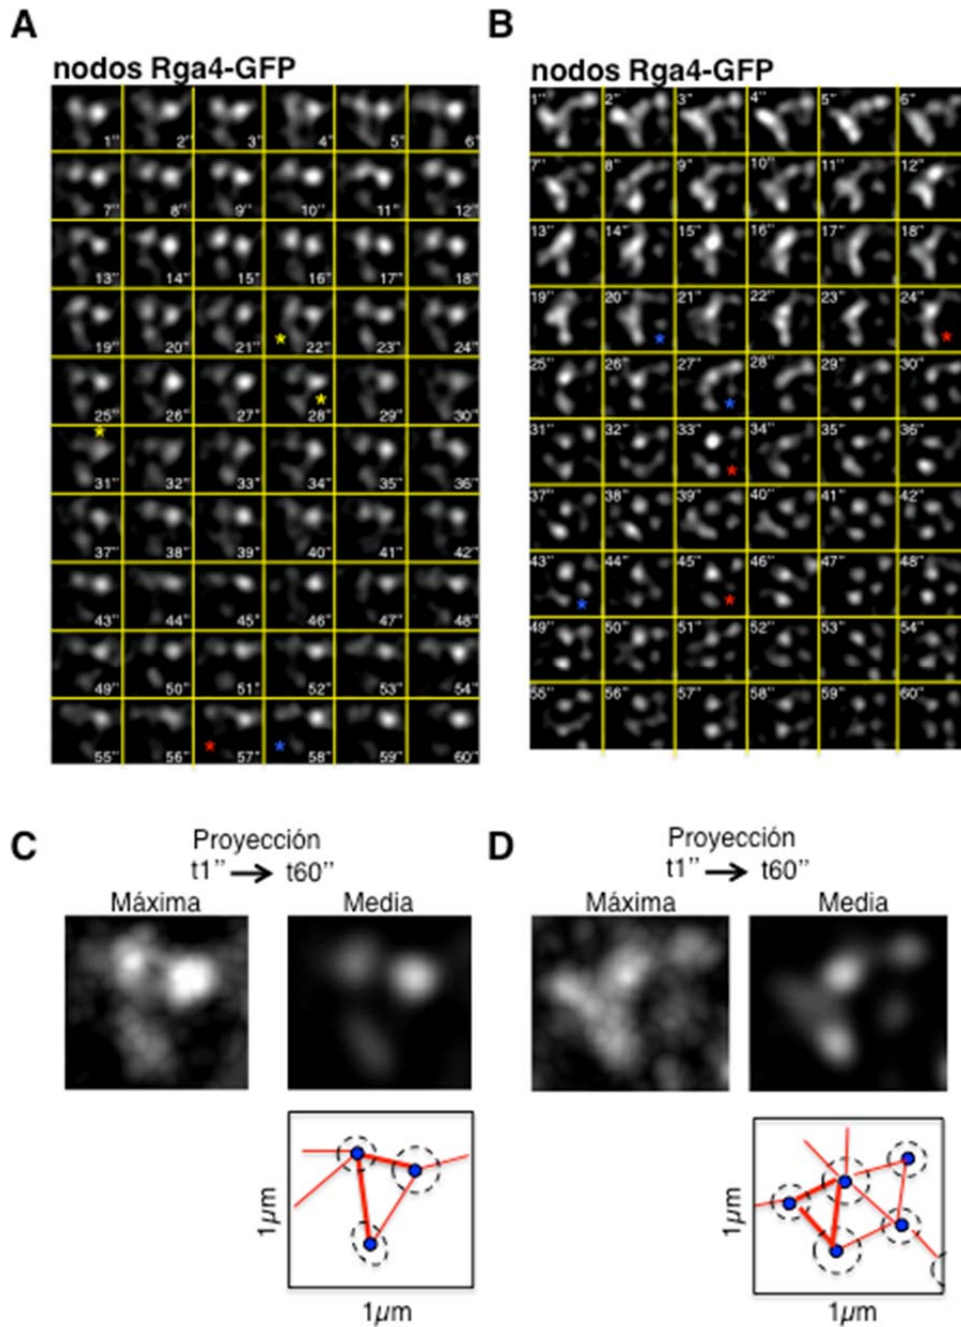 A
B
nodos Rga4-GFP
nodos Rga4-GFP
1'' 2'' 3'' 4'' 5'' 6''
7'' 8'' 9'' 10'' 11'' 12''
13'' 14'' 15'' 16'' 17'' 18''
19'' 20'' 21'' 22'' 23'' 24''
25'' 26'' 27'' 28'' 29'' 30''
31'' 32'' 33'' 34'' 35'' 36''
37'' 38'' 39'' 40'' 41'' 42''
43'' 44'' 45'' 46'' 47'' 48''
49'' 50'' 51'' 52'' 53'' 54''
55'' 56'' 57'' 58'' 59'' 60''
1'' 2'' 3'' 4'' 5'' 6''
7'' 8'' 9'' 10'' 11'' 12''
13'' 14'' 15'' 16'' 17'' 18''
19'' 20'' 21'' 22'' 23'' 24''
25'' 26'' 27'' 28'' 29'' 30''
31'' 32'' 33'' 34'' 35'' 36''
37'' 38'' 39'' 40'' 41'' 42''
43'' 44'' 45'' 46'' 47'' 48''
49'' 50'' 51'' 52'' 53'' 54''
55'' 56'' 57'' 58'' 59'' 60''
C
Proyección
t1'' → t60''
Máxima
Media
1µm
1µm
D
Proyección
t1'' → t60''
Máxima
Media
1µm
1µm